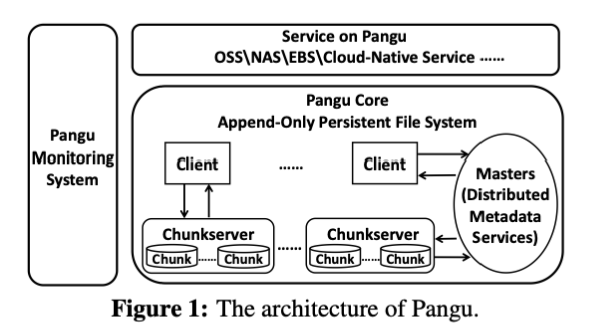 Service on Pangu
OSS\NAS\EBS\Cloud-Native Service ......
Pangu
Monitoring
System
Pangu Core
Append-Only Persistent File System
Client
......
Client
Masters
(Distributed
Metadata
Services)
Chunkserver
Chunk ...... Chunk
......
Chunkserver
Chunk ...... Chunk
Figure 1: The architecture of Pangu.